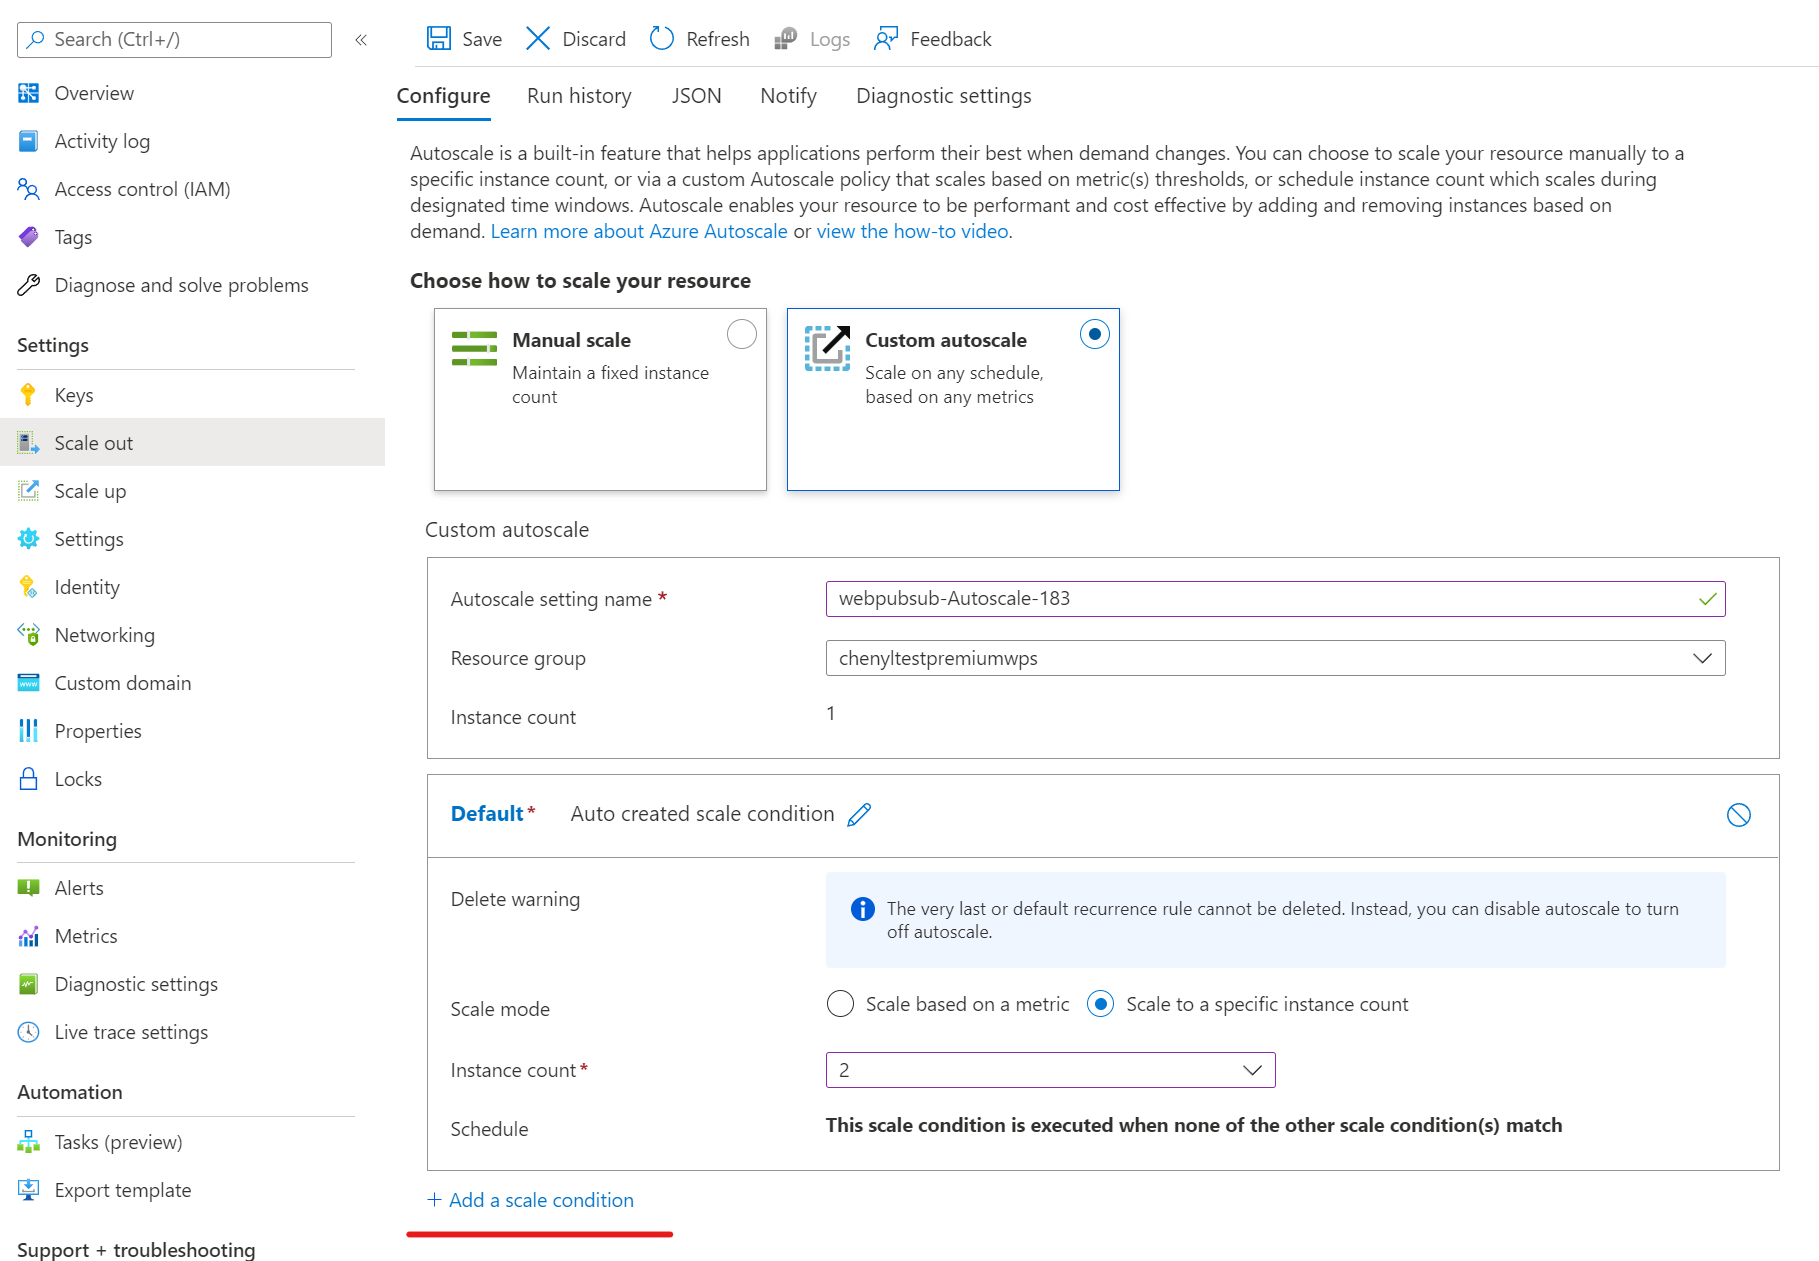 Search (Ctrl+/)
«
Overview
Activity log
Access control (IAM)
Tags
Diagnose and solve problems
Settings
Keys
Scale out
Scale up
Settings
Identity
Networking
Custom domain
Properties
Locks
Monitoring
Alerts
Metrics
Diagnostic settings
Live trace settings
Automation
Tasks (preview)
Export template
Support + troubleshooting
Save Discard Refresh Logs Feedback
Configure Run history JSON Notify Diagnostic settings
Autoscale is a built-in feature that helps applications perform their best when demand changes. You can choose to scale your resource manually to a
specific instance count, or via a custom Autoscale policy that scales based on metric(s) thresholds, or schedule instance count which scales during
designated time windows. Autoscale enables your resource to be performant and cost effective by adding and removing instances based on
demand. Learn more about Azure Autoscale or view the how-to video.
Choose how to scale your resource
Manual scale
Maintain a fixed instance
count
Custom autoscale
Scale on any schedule,
based on any metrics
Custom autoscale
Autoscale setting name * webpubsub-Autoscale-183
Resource group chenyltestpremiumwps
Instance count 1
Default* Auto created scale condition
Delete warning
The very last or default recurrence rule cannot be deleted. Instead, you can disable autoscale to turn
off autoscale.
Scale mode Scale based on a metric Scale to a specific instance count
Instance count* 2
Schedule This scale condition is executed when none of the other scale condition(s) match
+ Add a scale condition